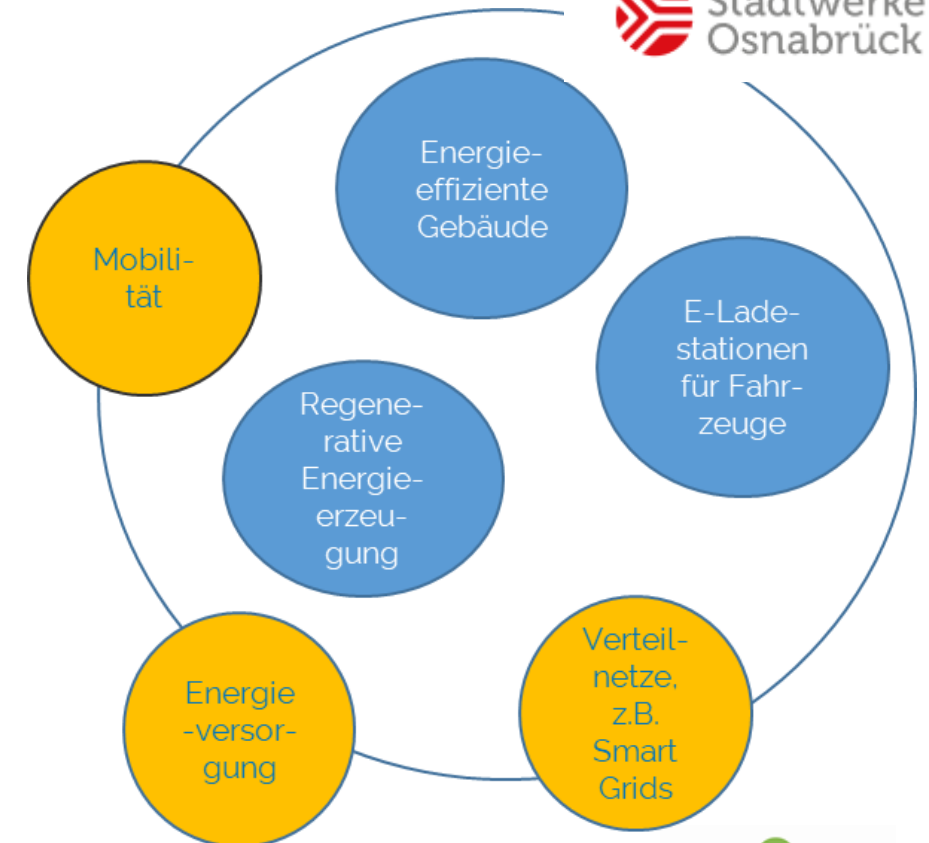 Stadtwerke
Osnabrück
Energie-
effiziente
Gebäude
Mobili-
tät
E-Lade-
stationen
für Fahr-
zeuge
Regene-
rative
Energie-
erzeu-
gung
Verteil-
netze,
z.B.
Smart
Grids
Energie
-versor-
gung